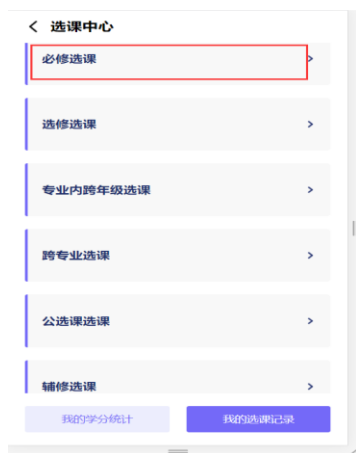 选课中心
必修选课
选修选课
专业内跨年级选课
跨专业选课
公选课选课
辅修选课
我的学分统计
我的选课记录